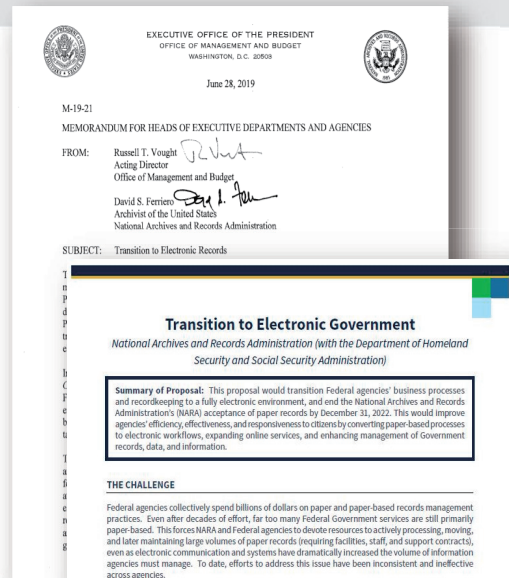 EXECUTIVE OFFICE OF THE PRESIDENT
OFFICE OF MANAGEMENT AND BUDGET
WASHINGTON, D.C. 20503
June 28, 2019
M-19-21
MEMORANDUM FOR HEADS OF EXECUTIVE DEPARTMENTS AND AGENCIES
FROM: Russell T. Vought
Acting Director
Office of Management and Budget
David S. Ferriero
Archivist of the United States
National Archives and Records Administration
SUBJECT: Transition to Electronic Records
Transition to Electronic Government
National Archives and Records Administration (with the Department of Homeland
Security and Social Security Administration)
Summary of Proposal: This proposal would transition Federal agencies' business processes
and recordkeeping to a fully electronic environment, and end the National Archives and Records
Administration's (NARA) acceptance of paper records by December 31, 2022. This would improve
agencies' efficiency, effectiveness, and responsiveness to citizens by converting paper-based processes
to electronic workflows, expanding online services, and enhancing management of Government
records, data, and information.
THE CHALLENGE
Federal agencies collectively spend billions of dollars on paper and paper-based records management
practices. Even after decades of effort, far too many Federal Government services are still primarily
paper-based. This forces NARA and Federal agencies to devote resources to actively processing, moving,
and later maintaining large volumes of paper records (requiring facilities, staff, and support contracts),
even as electronic communication and systems have dramatically increased the volume of information
agencies must manage. To date, efforts to address this issue have been inconsistent and ineffective
across agencies.